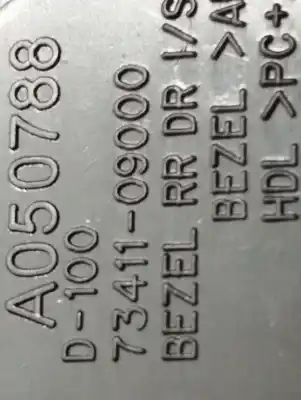 A050788
D-100
73411-09000
BEZEL RR DR I/S
BEZEL >A
HDL >PC+